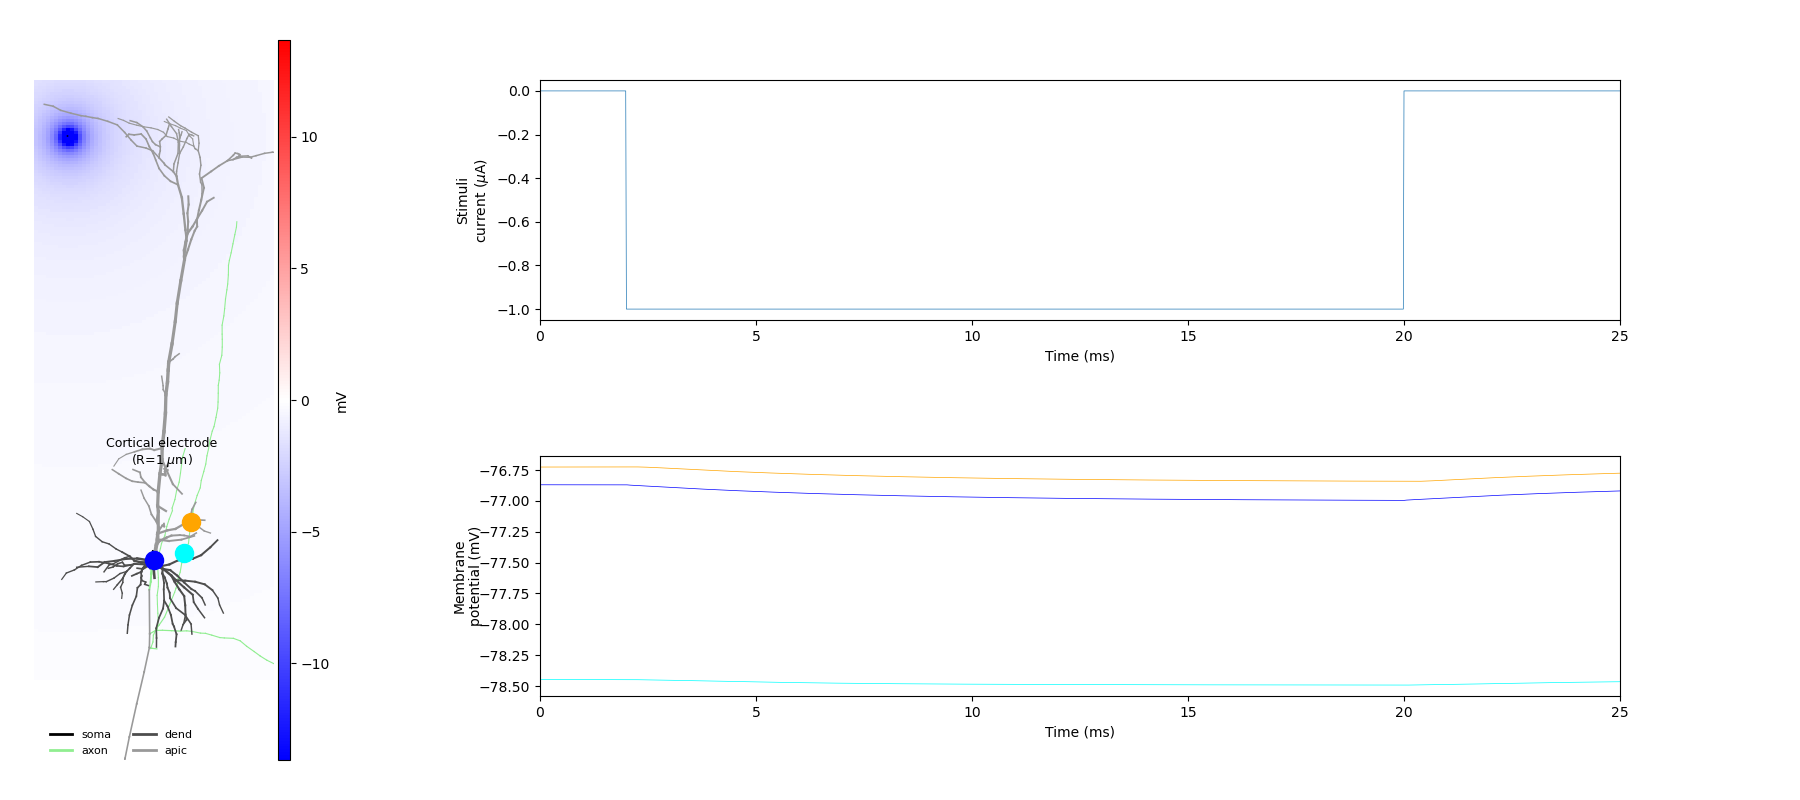 10
5
0
−5
−10
mV
Cortical electrode
(R=1 μm)
soma
axon
dend
apic
0.0
−0.2
−0.4
−0.6
−0.8
−1.0
Stimuli
current (μA)
0 5 10 15 20 25
Time (ms)
−76.75
−77.00
−77.25
−77.50
−77.75
−78.00
−78.25
−78.50
Membrane
potential (mV)
0 5 10 15 20 25
Time (ms)